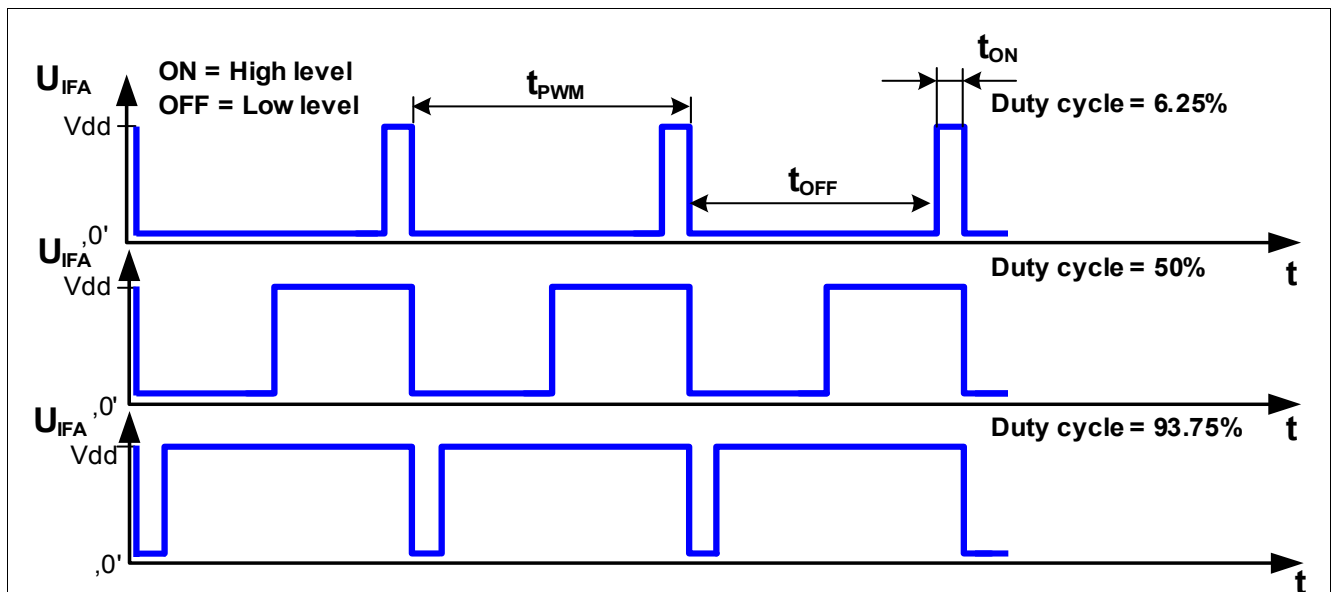 U_IFA
ON = High level
OFF = Low level
t_PWM
t_ON
Duty cycle = 6.25%
Vdd
t_OFF
,0'
t
U_IFA
Vdd
Duty cycle = 50%
,0'
t
U_IFA
Vdd
Duty cycle = 93.75%
,0'
t